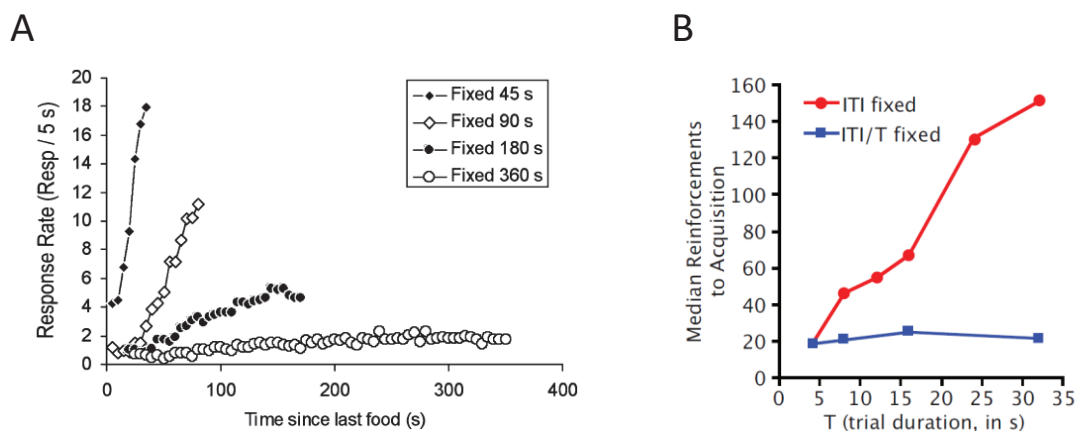 A
Response Rate (Resp / 5 s)
20
18
16
14
12
10
8
6
4
2
0
Fixed 45 s
Fixed 90 s
Fixed 180 s
Fixed 360 s
0
100
200
300
400
Time since last food (s)
B
Median Reinforcements
to Acquisition
160
140
120
100
80
60
40
20
0
ITI fixed
ITI/T fixed
0
5
10
15
20
25
30
35
T (trial duration, in s)